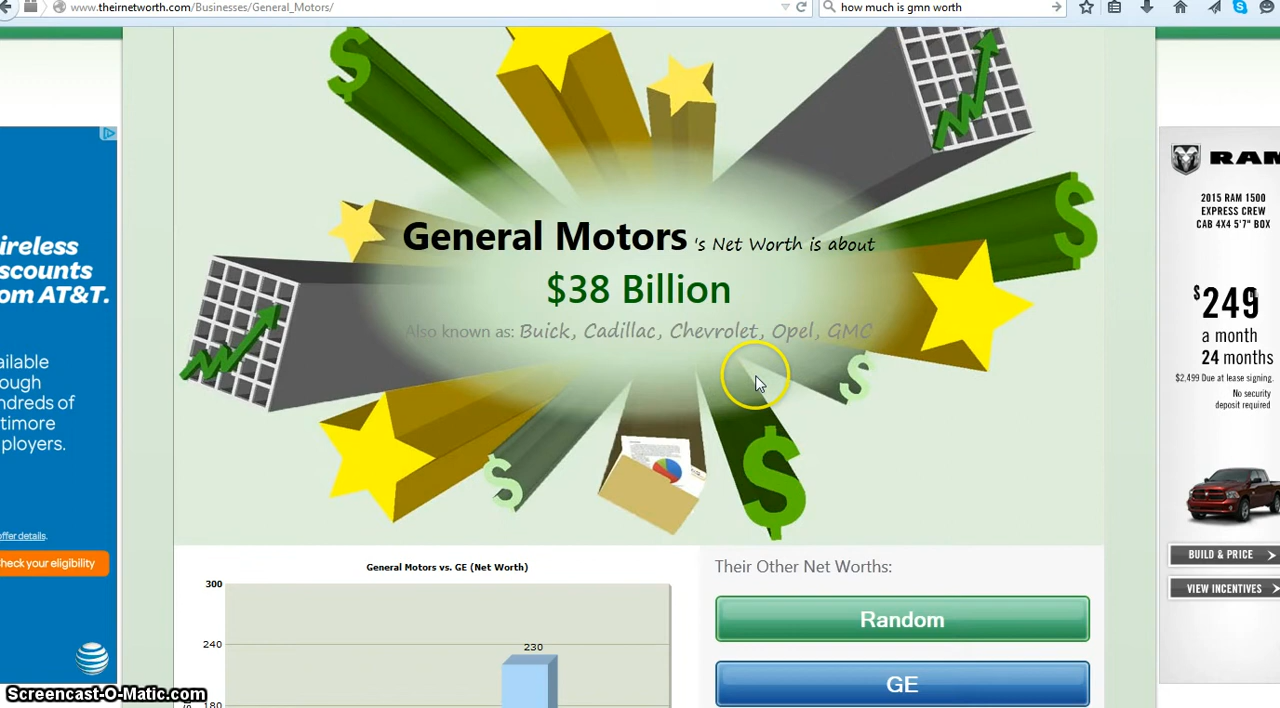 www.theirnetworth.com/Businesses/General_Motors/
how much is gmn worth
General Motors 's Net Worth is about
$38 Billion
Also known as: Buick, Cadillac, Chevrolet, Opel, GMC
ireless
scounts
om AT&T.
ailable
ough
ndreds of
timore
ployers.
offer details.
heck your eligibility
General Motors vs. GE (Net Worth)
300
240
230
180
Their Other Net Worths:
Random
GE
RAM
2015 RAM 1500
EXPRESS CREW
CAB 4X4 5'7" BOX
$249
a month
24 months
$2,499 Due at lease signing.
No security
deposit required
BUILD & PRICE
VIEW INCENTIVES
Screencast-O-Matic.com